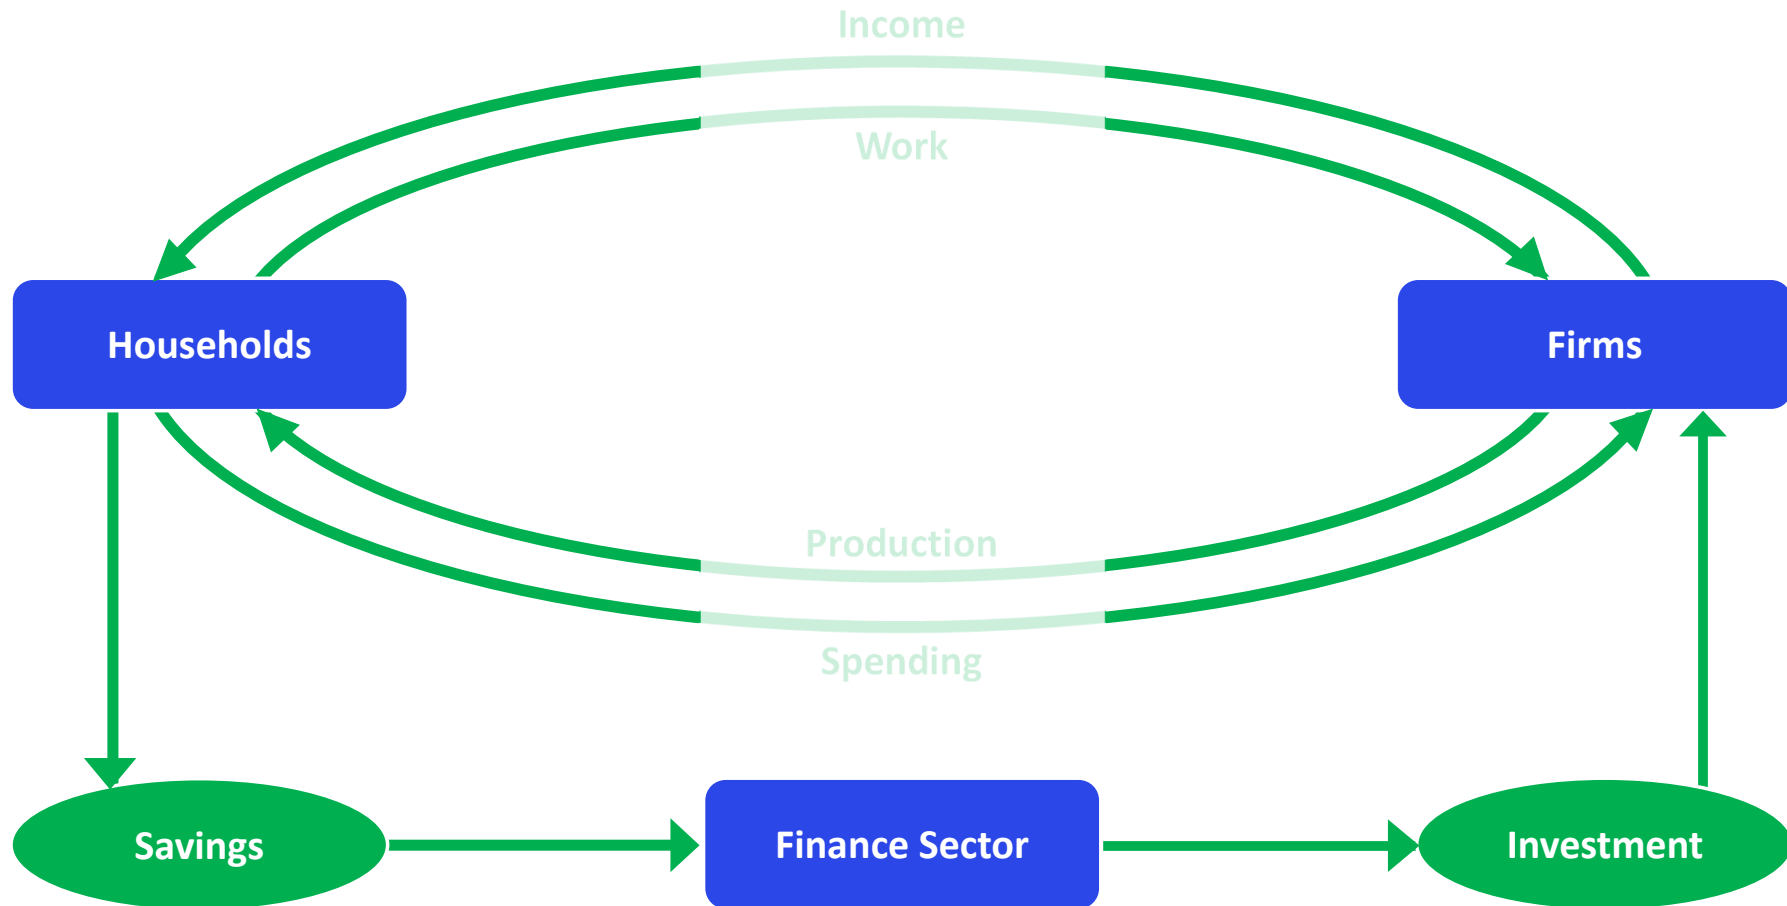 Income
Work
Households
Firms
Production
Spending
Savings
Finance Sector
Investment